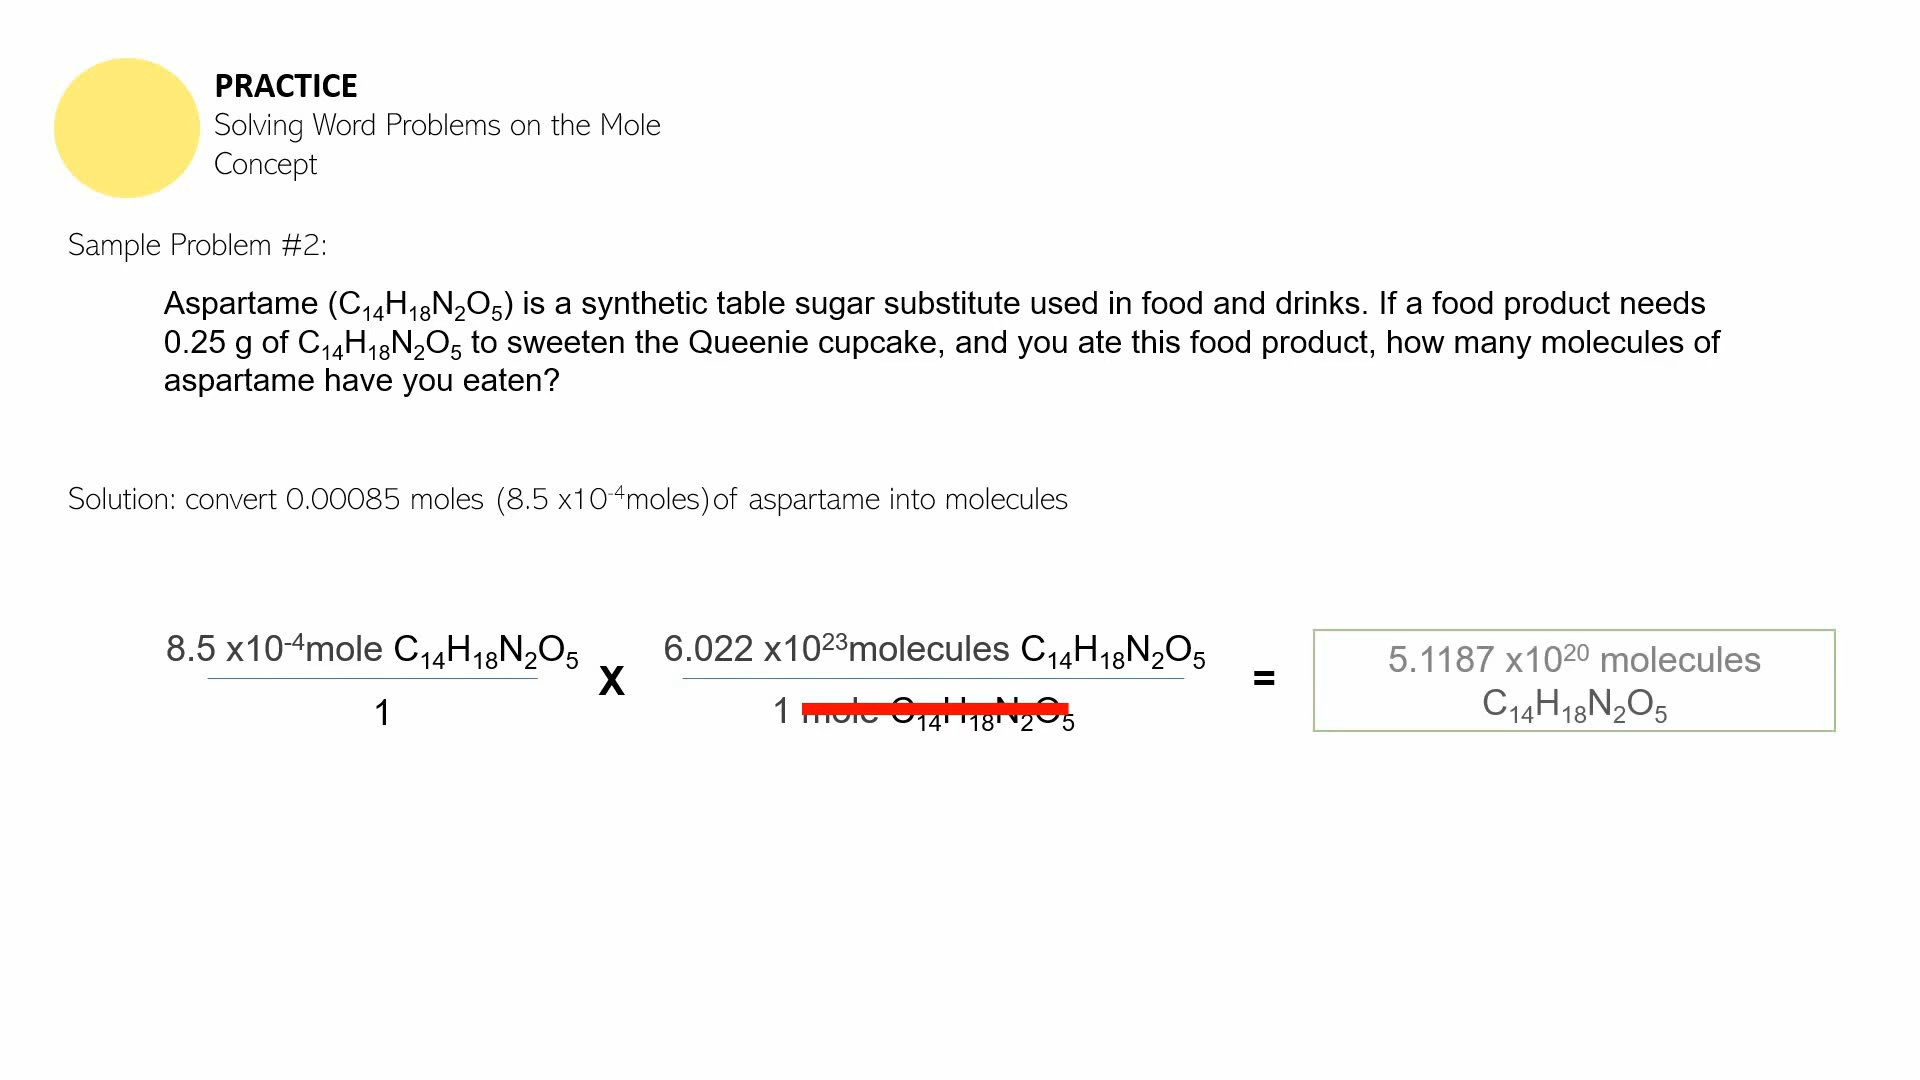 PRACTICE
Solving Word Problems on the Mole
Concept
Sample Problem #2:
Aspartame (C₁₄H₁₈N₂O₅) is a synthetic table sugar substitute used in food and drinks. If a food product needs
0.25 g of C₁₄H₁₈N₂O₅ to sweeten the Queenie cupcake, and you ate this food product, how many molecules of
aspartame have you eaten?
Solution: convert 0.00085 moles (8.5 x10⁻⁴moles)of aspartame into molecules
8.5 x10⁻⁴mole C₁₄H₁₈N₂O₅
1
X
6.022 x10²³molecules C₁₄H₁₈N₂O₅
1 mole C₁₄H₁₈N₂O₅
=
5.1187 x10²⁰ molecules
C₁₄H₁₈N₂O₅